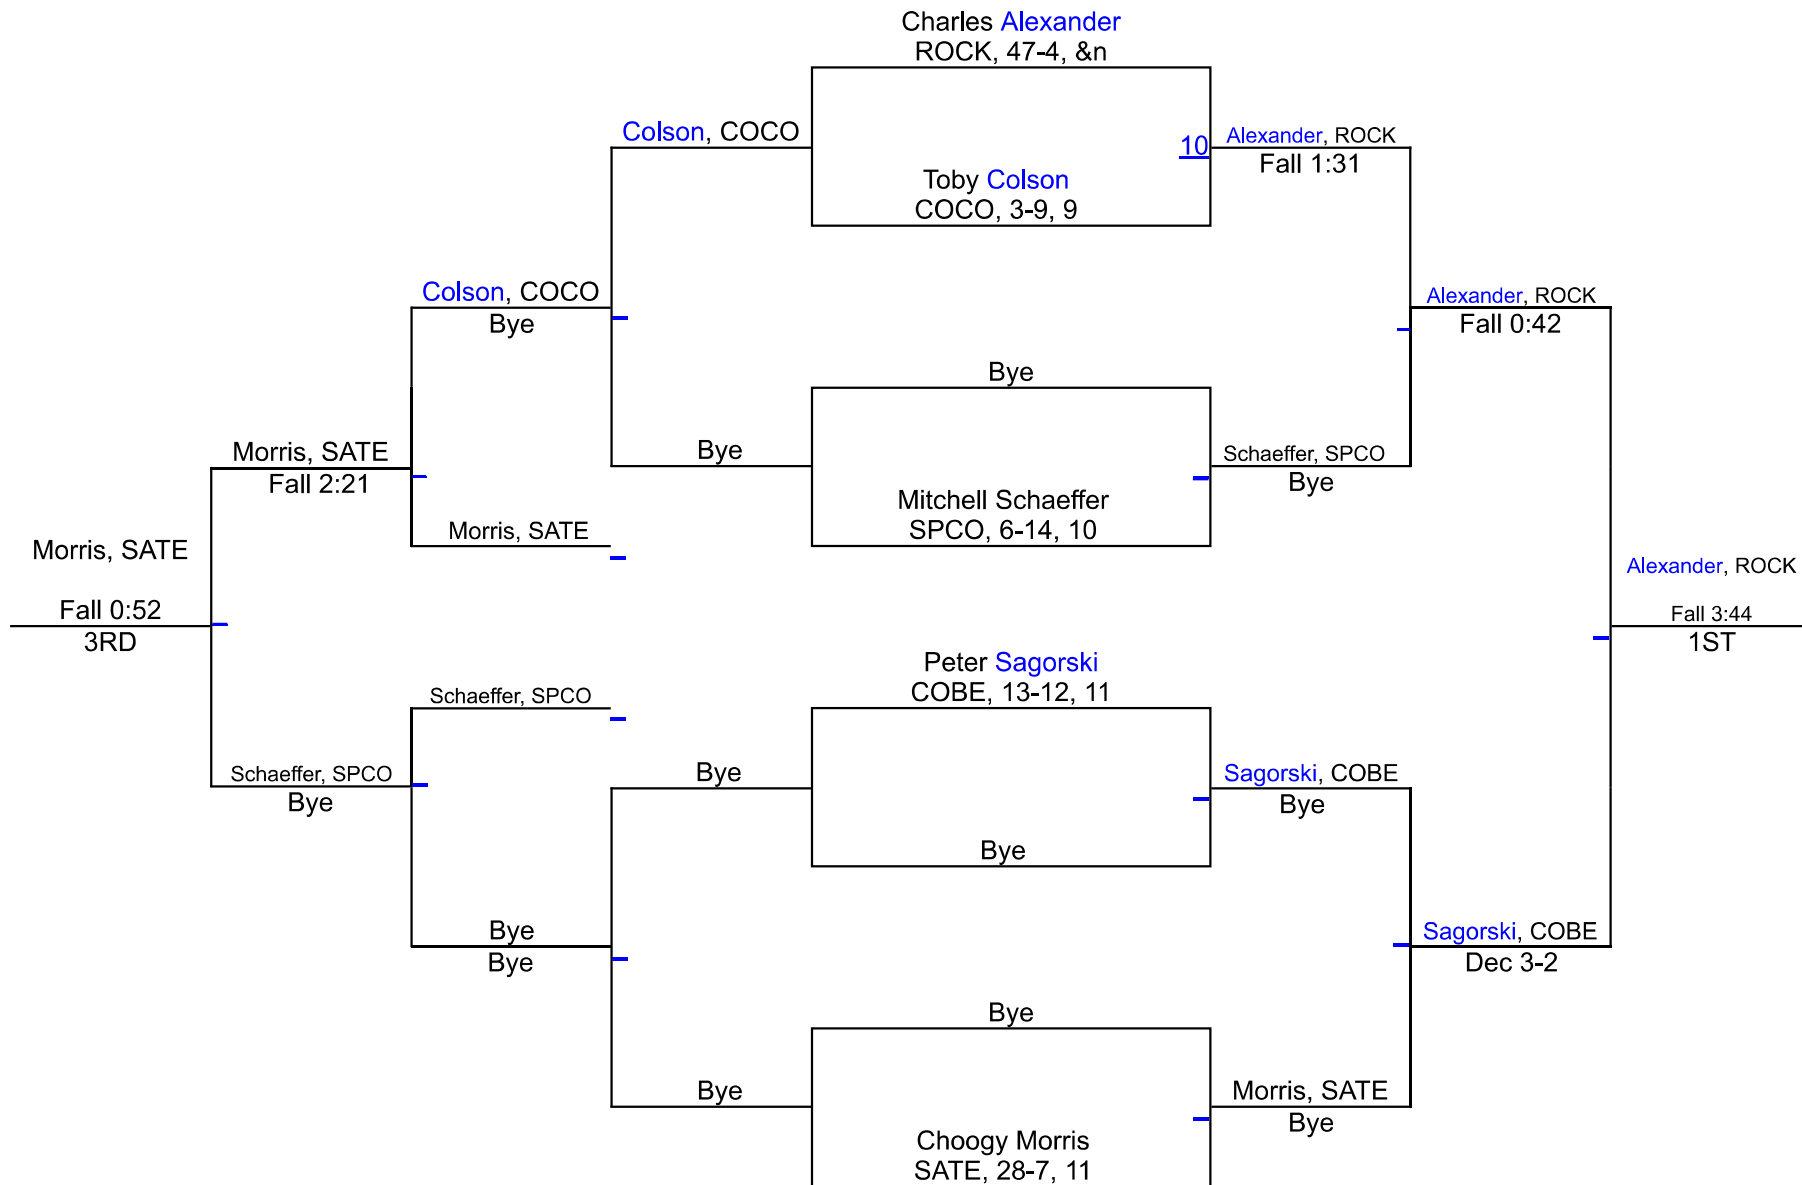 Charles Alexander
ROCK, 47-4, &n
Colson, COCO
10
Alexander, ROCK
Fall 1:31
Toby Colson
COCO, 3-9, 9
Colson, COCO
Bye
Alexander, ROCK
Fall 0:42
Bye
Morris, SATE
Fall 2:21
Bye
Schaeffer, SPCO
Bye
Mitchell Schaeffer
SPCO, 6-14, 10
Morris, SATE
Morris, SATE
Fall 0:52
3RD
Alexander, ROCK
Fall 3:44
1ST
Peter Sagorski
COBE, 13-12, 11
Schaeffer, SPCO
Schaeffer, SPCO
Bye
Bye
Sagorski, COBE
Bye
Bye
Bye
Bye
Sagorski, COBE
Dec 3-2
Bye
Bye
Morris, SATE
Bye
Choogy Morris
SATE, 28-7, 11